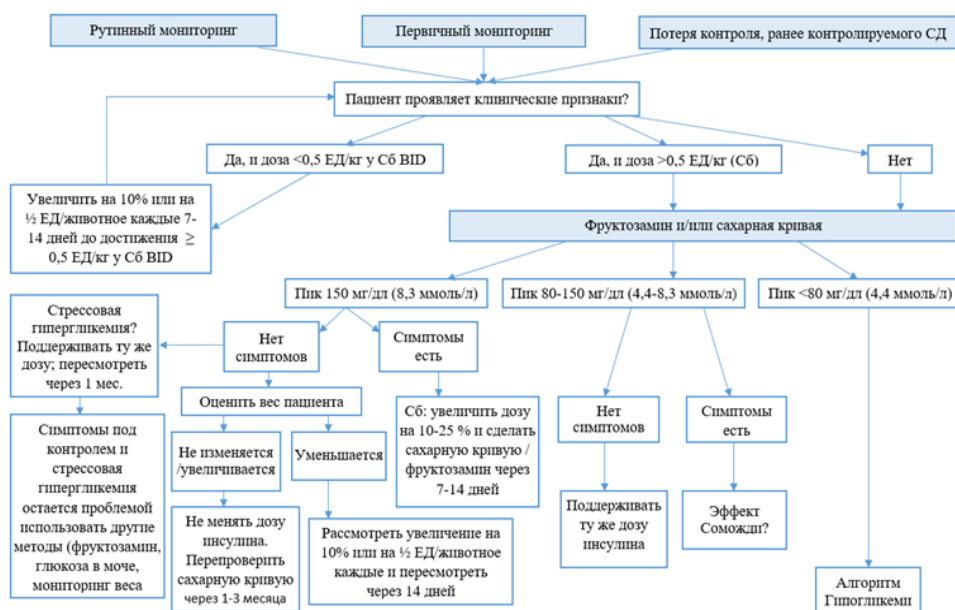 Рутинный мониторинг
Первичный мониторинг
Потеря контроля, ранее контролируемого СД
Пациент проявляет клинические признаки?
Да, и доза <0,5 ЕД/кг у Сб BID
Да, и доза >0,5 ЕД/кг (Сб)
Нет
Увеличить на 10% или на
½ ЕД/животное каждые 7-
14 дней до достижения ≥
0,5 ЕД/кг у Сб BID
Фруктозамин и/или сахарная кривая
Пик 150 мг/дл (8,3 ммоль/л)
Пик 80-150 мг/дл (4,4-8,3 ммоль/л)
Пик <80 мг/дл (4,4 ммоль/л)
Стрессовая
гипергликемия?
Поддерживать ту же
дозу; пересмотреть
через 1 мес.
Нет
симптомов
Симптомы
есть
Оценить вес пациента
Симптомы под
контролем и
стрессовая
гипергликемия
остается проблемой
использовать другие
методы (фруктозамин,
глюкоза в моче,
мониторинг веса
Не изменяется
/увеличивается
Уменьшается
Сб: увеличить дозу
на 10-25 % и сделать
сахарную кривую /
фруктозамин через
7-14 дней
Нет
симптомов
Симптомы
есть
Не менять дозу
инсулина.
Перепроверить
сахарную кривую
через 1-3 месяца
Рассмотреть увеличение на
10% или на ½ ЕД/животное
каждые и пересмотреть
через 14 дней
Поддерживать
ту же дозу
инсулина
Эффект
Соможди?
Алгоритм
Гипогликеми